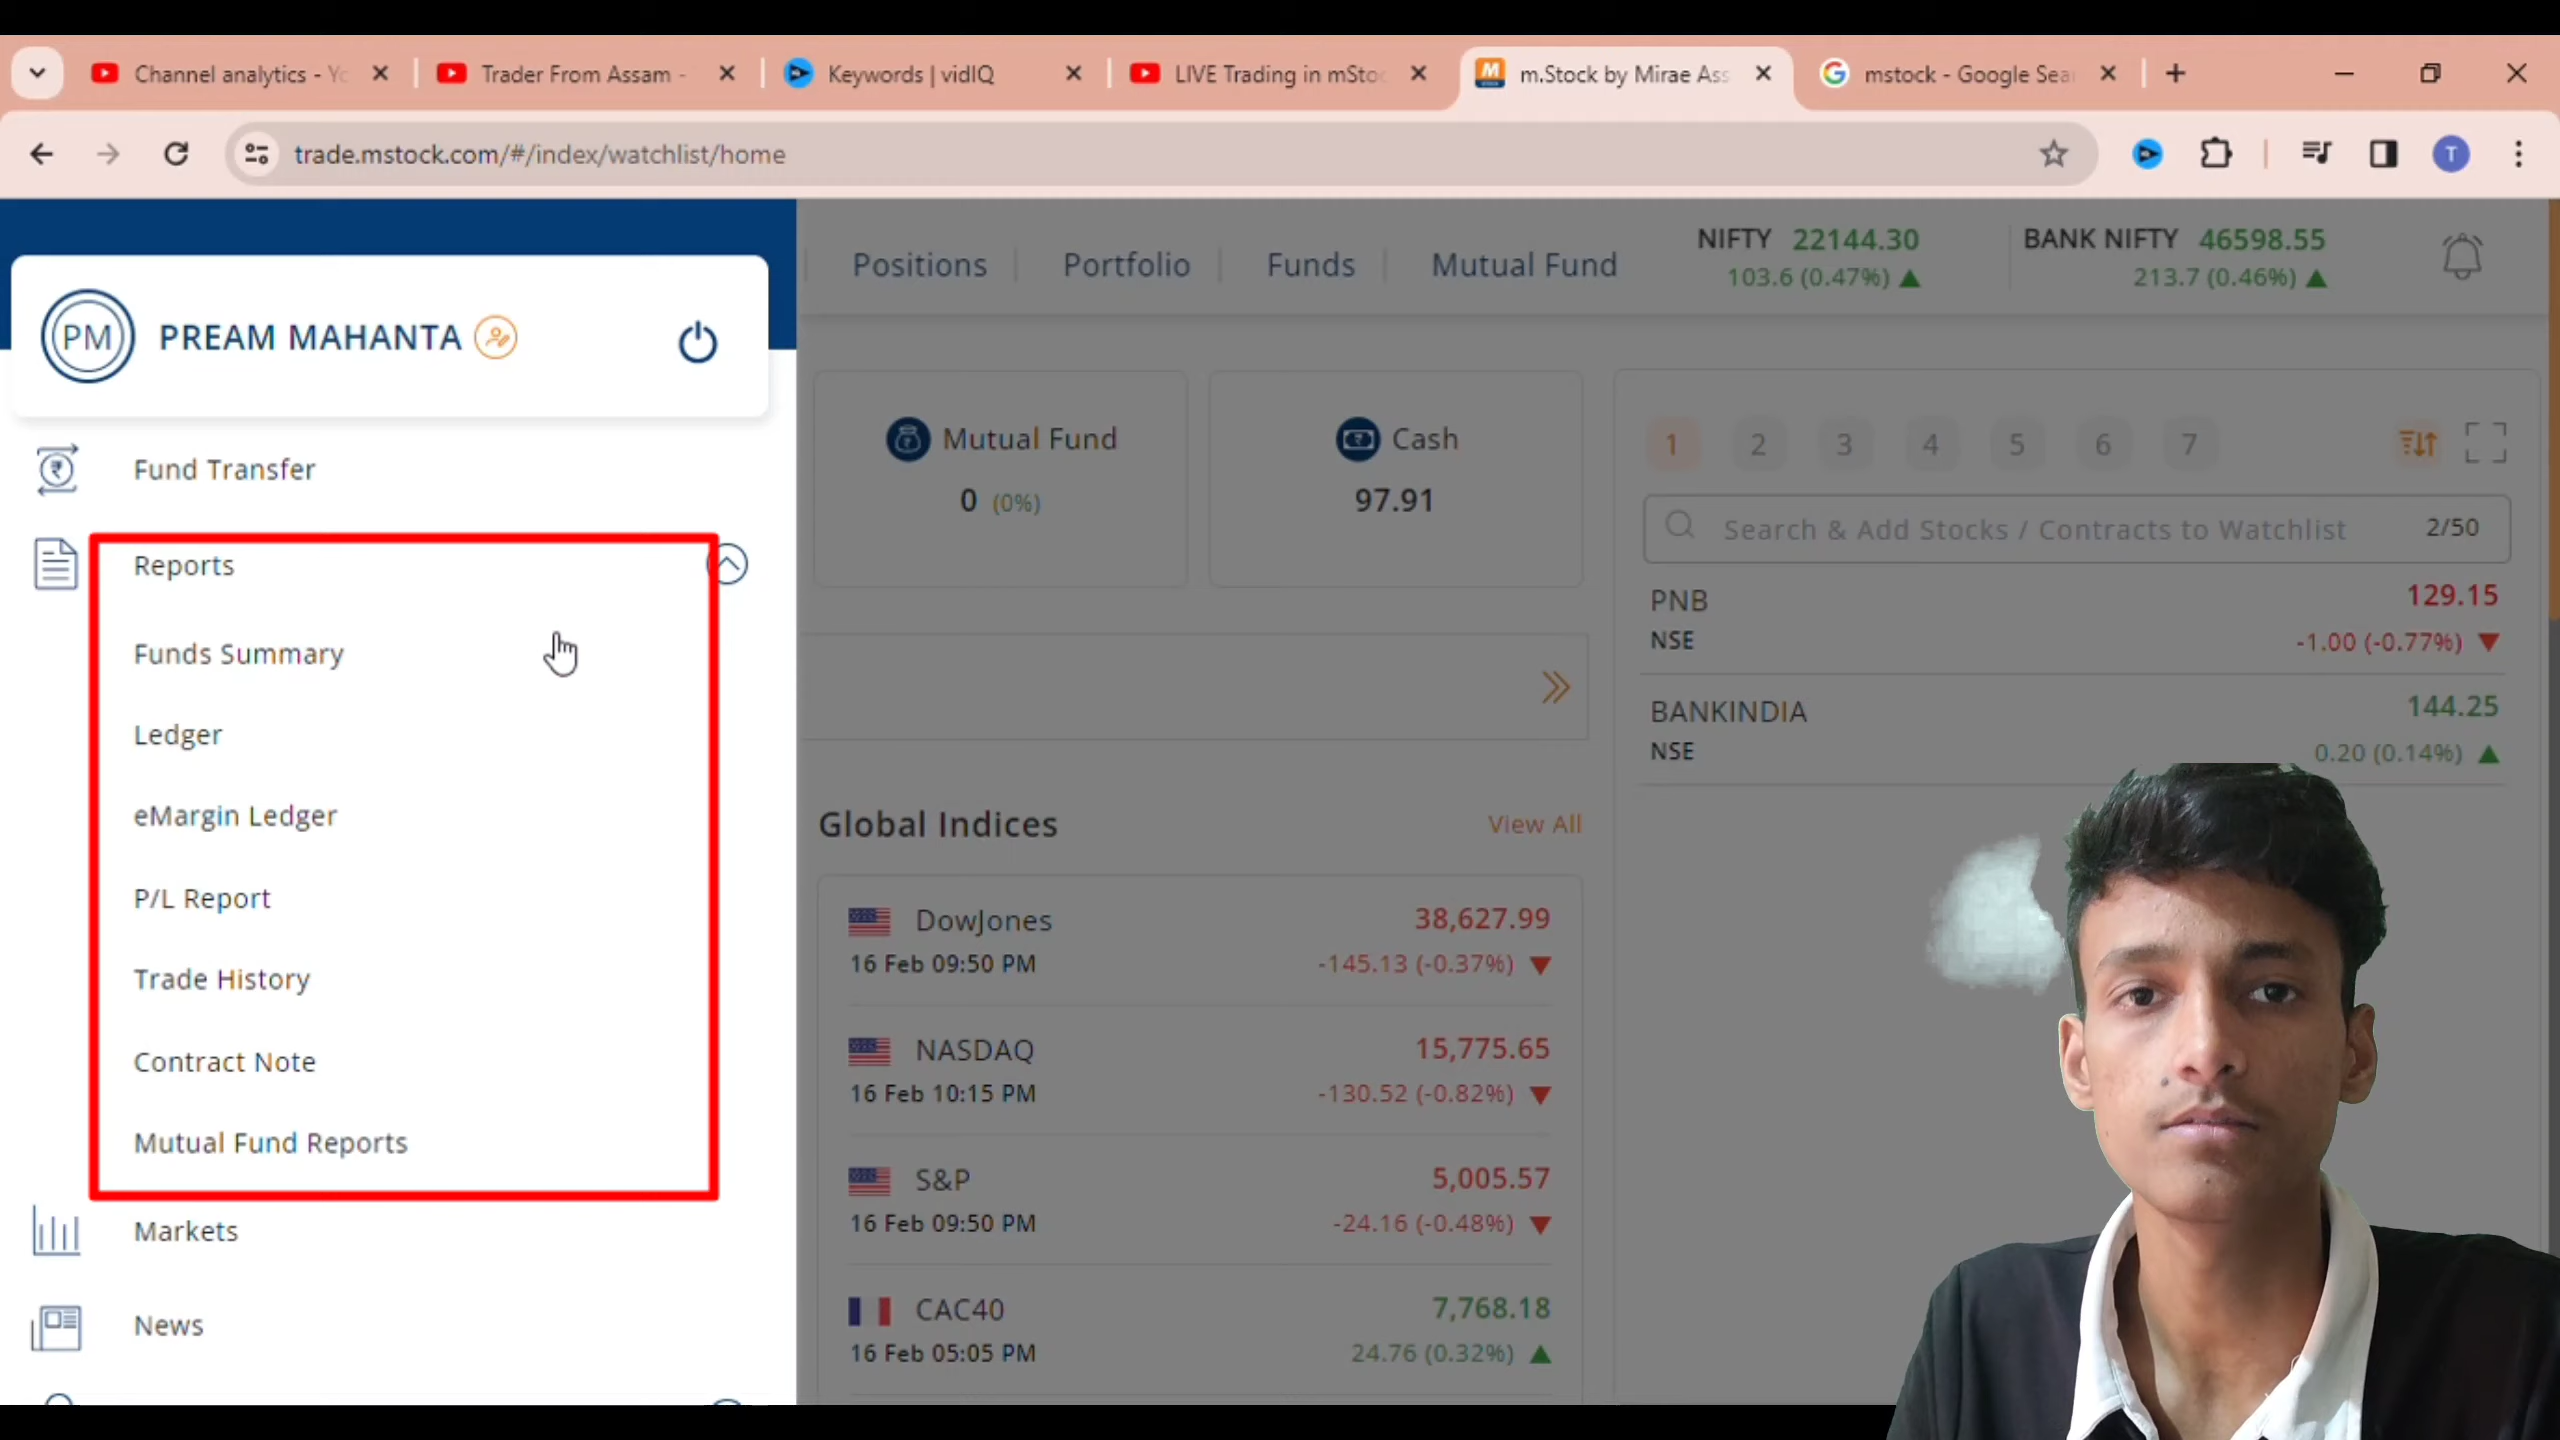 Channel analytics - Yo
Trader From Assam -
Keywords | vidIQ
LIVE Trading in mSto
m.Stock by Mirae Ass
mstock - Google Sea
trade.mstock.com/#/index/watchlist/home
T
PM
PREAM MAHANTA
Fund Transfer
Reports
Funds Summary
Ledger
eMargin Ledger
P/L Report
Trade History
Contract Note
Mutual Fund Reports
Markets
News
Positions
Portfolio
Funds
Mutual Fund
NIFTY 22144.30
103.6 (0.47%)
BANK NIFTY 46598.55
213.7 (0.46%)
Mutual Fund
0 (0%)
Cash
97.91
1 2 3 4 5 6 7
Search & Add Stocks / Contracts to Watchlist 2/50
PNB 129.15
NSE -1.00 (-0.77%)
BANKINDIA 144.25
NSE 0.20 (0.14%)
Global Indices View All
DowJones 38,627.99
16 Feb 09:50 PM -145.13 (-0.37%)
NASDAQ 15,775.65
16 Feb 10:15 PM -130.52 (-0.82%)
S&P 5,005.57
16 Feb 09:50 PM -24.16 (-0.48%)
CAC40 7,768.18
16 Feb 05:05 PM 24.76 (0.32%)